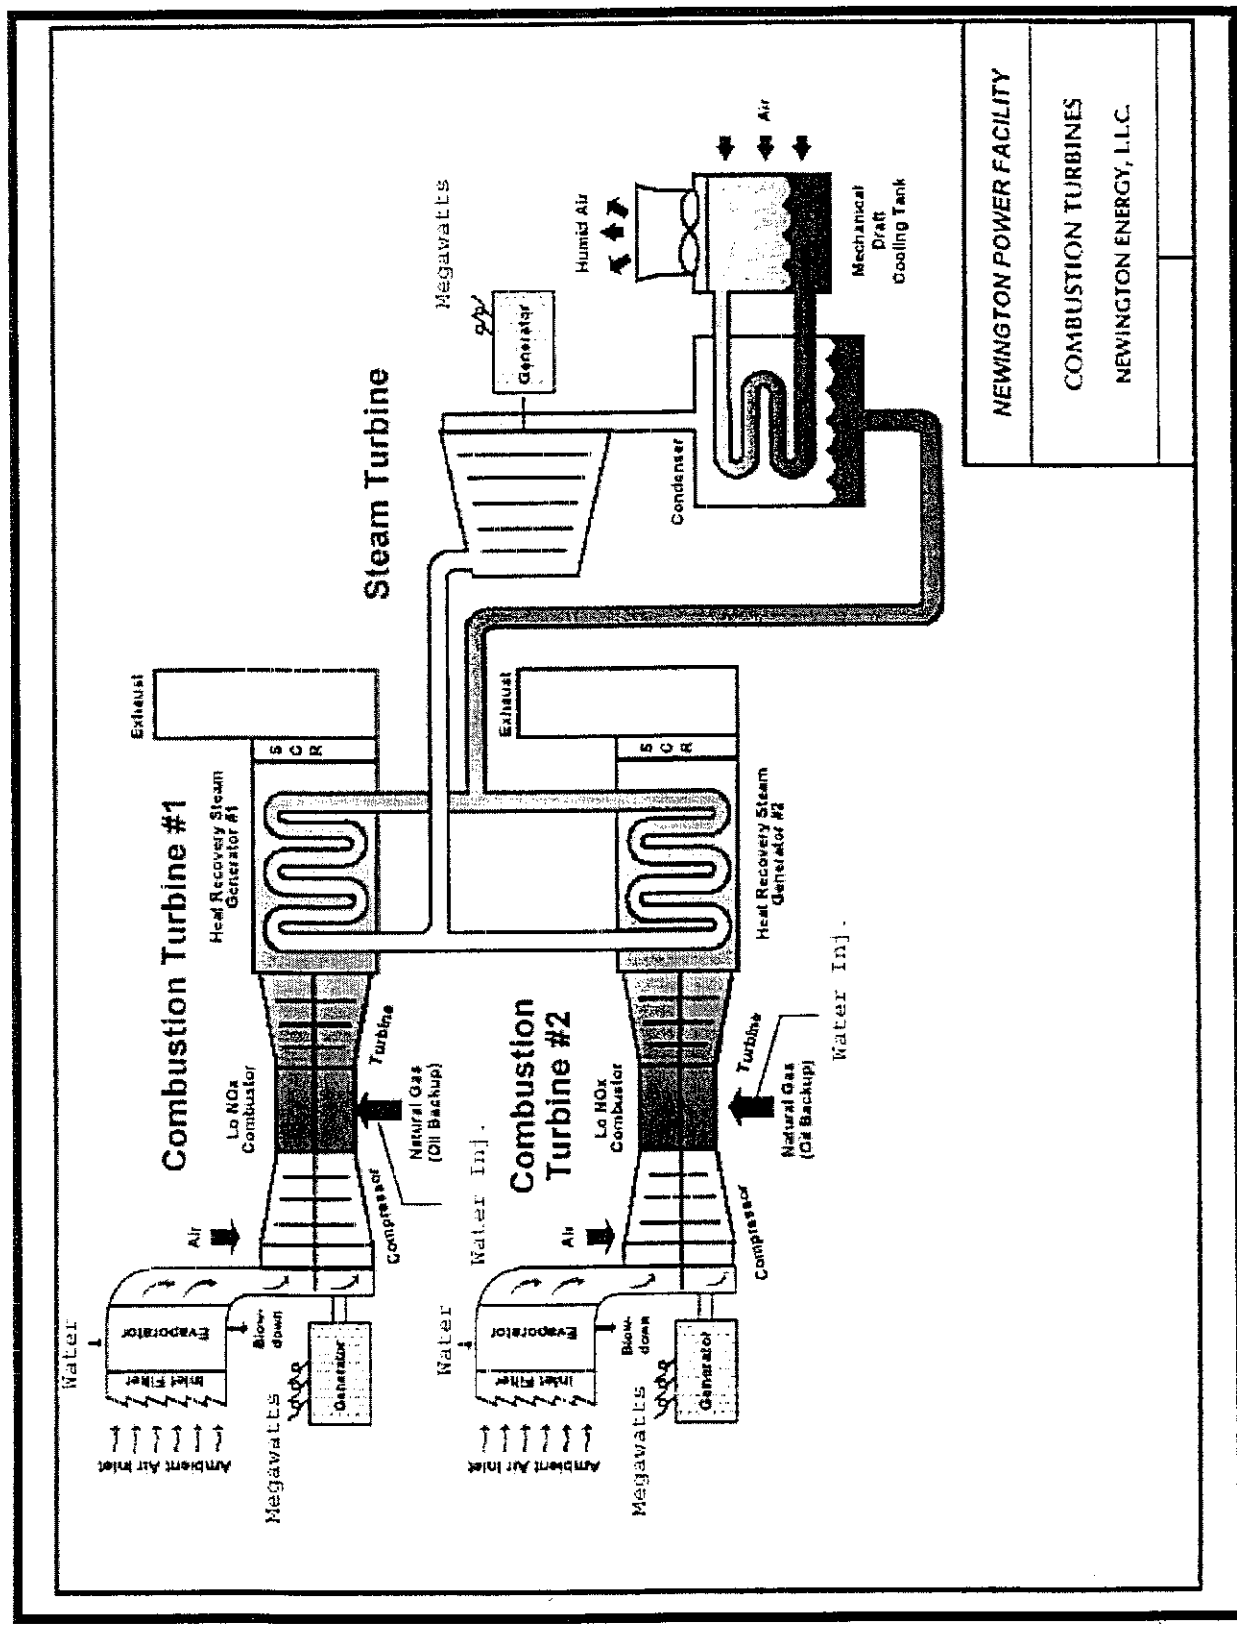 Combustion Turbine #1
Water
Ambient Air Inlet
Inlet Filter
Evaporator
Blow-
down
Megawatts
Generator
Air
Compressor
Lo NOx
Combustor
Turbine
Natural Gas
(Oil Backup)
Water Inj.
Heat Recovery Steam
Generator #1
S
C
R
Exhaust
Combustion
Turbine #2
Water
Ambient Air Inlet
Inlet Filter
Evaporator
Blow-
down
Megawatts
Generator
Air
Compressor
Lo NOx
Combustor
Turbine
Natural Gas
(Oil Backup)
Water Inj.
Heat Recovery Steam
Generator #2
S
C
R
Exhaust
Steam Turbine
Megawatts
Generator
Condenser
Humid Air
Air
Mechanical
Draft
Cooling Tank
NEWINGTON POWER FACILITY
COMBUSTION TURBINES
NEWINGTON ENERGY, L.L.C.